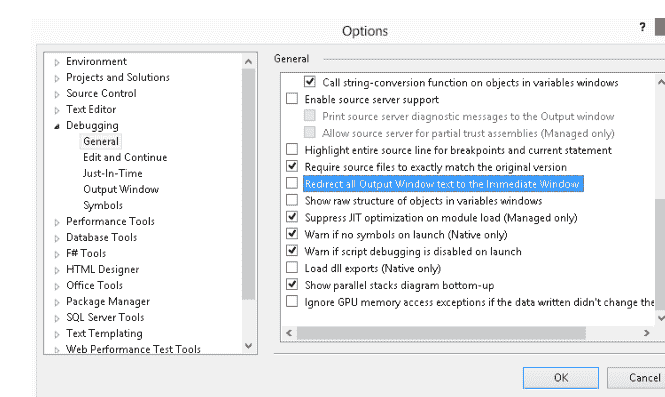 Options
?
Environment
Projects and Solutions
Source Control
Text Editor
Debugging
General
Edit and Continue
Just-In-Time
Output Window
Symbols
Performance Tools
Database Tools
F# Tools
HTML Designer
Office Tools
Package Manager
SQL Server Tools
Text Templating
Web Performance Test Tools
General
Call string-conversion function on objects in variables windows
Enable source server support
Print source server diagnostic messages to the Output window
Allow source server for partial trust assemblies (Managed only)
Highlight entire source line for breakpoints and current statement
Require source files to exactly match the original version
Redirect all Output Window text to the Immediate Window
Show raw structure of objects in variables windows
Suppress JIT optimization on module load (Managed only)
Warn if no symbols on launch (Native only)
Warn if script debugging is disabled on launch
Load dll exports (Native only)
Show parallel stacks diagram bottom-up
Ignore GPU memory access exceptions if the data written didn't change the
OK
Cancel